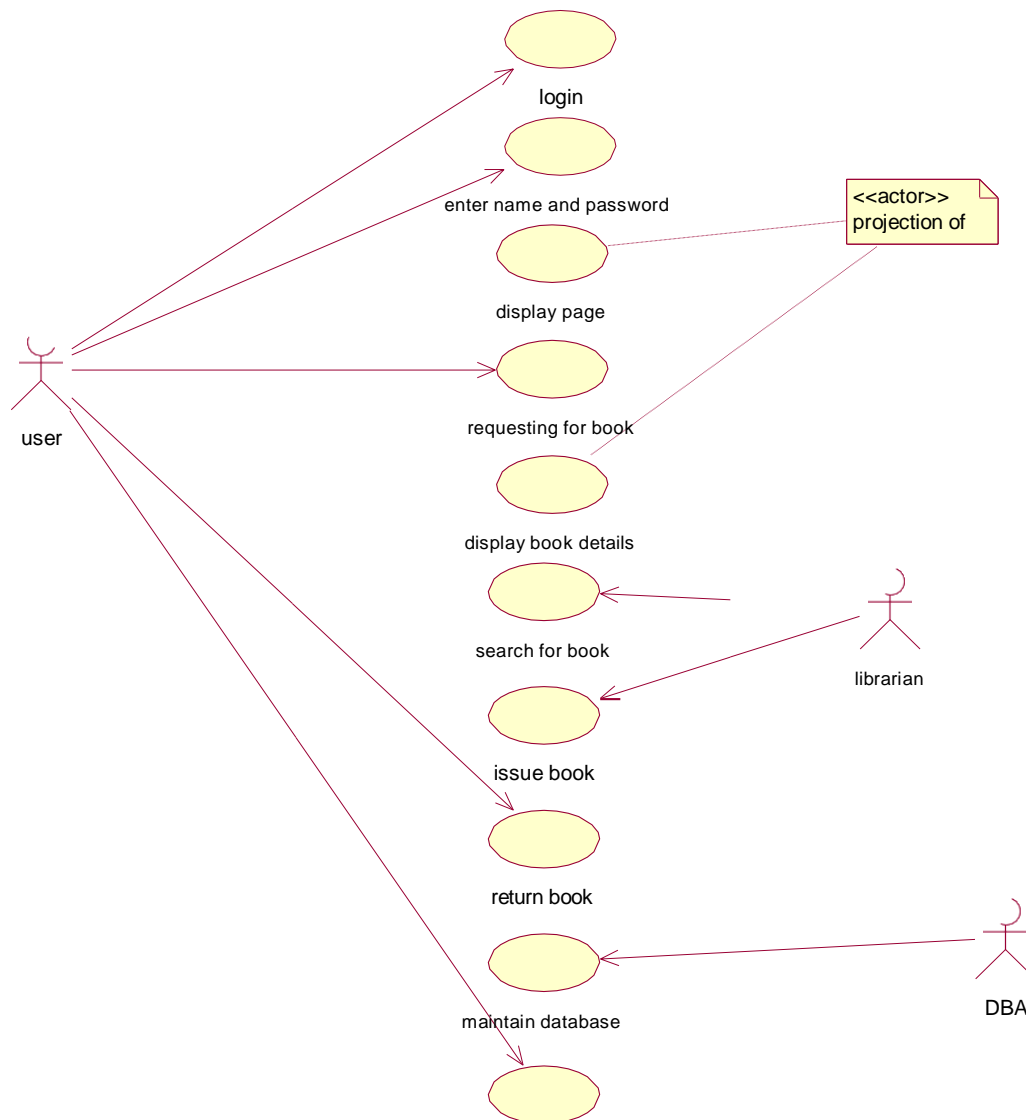 login
enter name and password
<<actor>>
projection of
display page
user
requesting for book
display book details
search for book
librarian
issue book
return book
DBA
maintain database